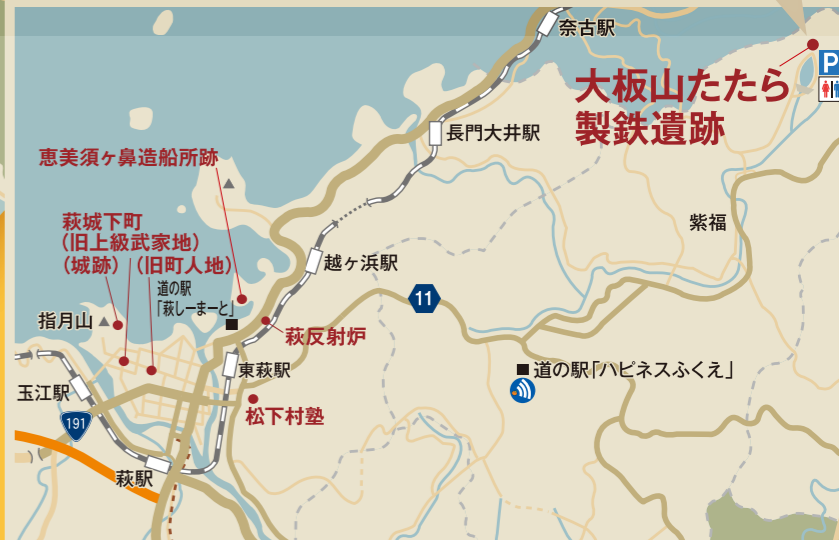 奈古駅
大板山たたら
製鉄遺跡
P
長門大井駅
恵美須ヶ鼻造船所跡
萩城下町
(旧上級武家地)
(城跡) (旧町人地)
紫福
越ヶ浜駅
道の駅
「萩しーまーと」
11
指月山
萩反射炉
東萩駅
道の駅「ハピネスふくえ」
玉江駅
松下村塾
191
萩駅